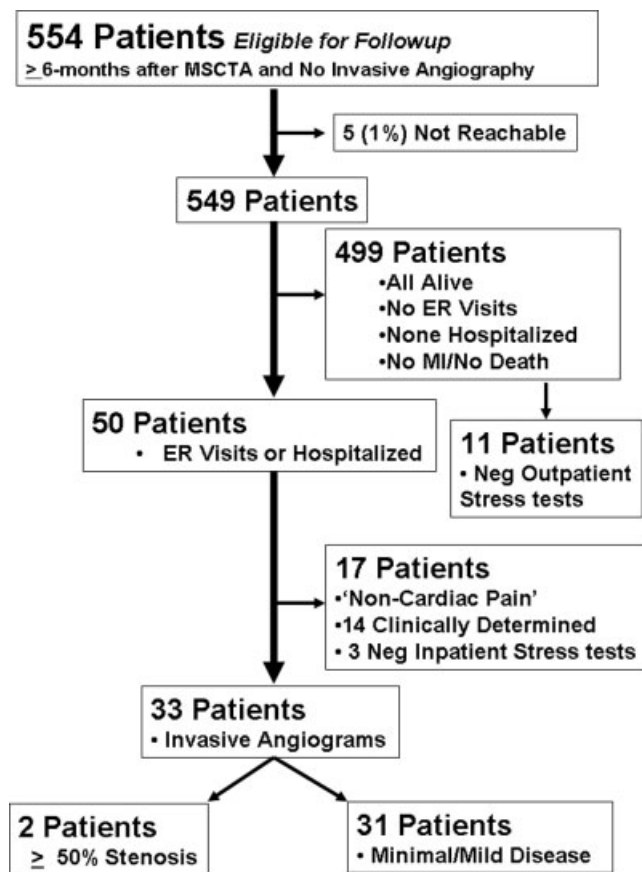 554 Patients Eligible for Followup
≥ 6-months after MSCTA and No Invasive Angiography
5 (1%) Not Reachable
549 Patients
499 Patients
•All Alive
•No ER Visits
•None Hospitalized
•No MI/No Death
50 Patients
• ER Visits or Hospitalized
11 Patients
• Neg Outpatient
Stress tests
17 Patients
•'Non-Cardiac Pain'
•14 Clinically Determined
• 3 Neg Inpatient Stress tests
33 Patients
• Invasive Angiograms
2 Patients
≥ 50% Stenosis
31 Patients
• Minimal/Mild Disease